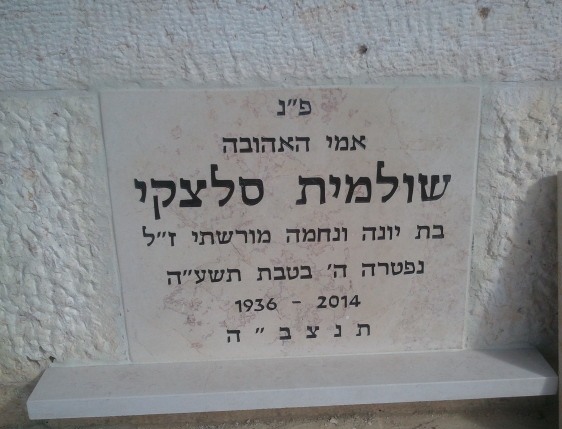 פ"נ
אמי האהובה
שולמית סלצקי
בת יונה ונחמה מורשתי ז"ל
נפטרה ה' בטבת תשע"ה
1936 - 2014
ת נ צ ב " ה